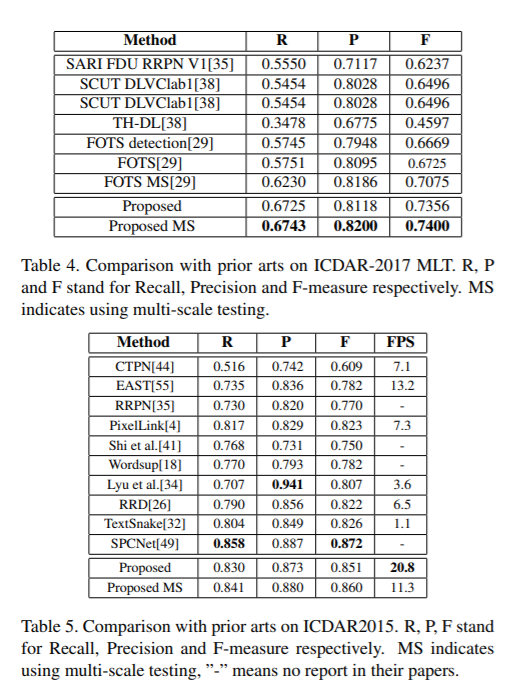 Method R P F
SARI FDU RRPN V1[35] 0.5550 0.7117 0.6237
SCUT DLVClab1[38] 0.5454 0.8028 0.6496
SCUT DLVClab1[38] 0.5454 0.8028 0.6496
TH-DL[38] 0.3478 0.6775 0.4597
FOTS detection[29] 0.5745 0.7948 0.6669
FOTS[29] 0.5751 0.8095 0.6725
FOTS MS[29] 0.6230 0.8186 0.7075
Proposed 0.6725 0.8118 0.7356
Proposed MS 0.6743 0.8200 0.7400
Table 4. Comparison with prior arts on ICDAR-2017 MLT. R, P
and F stand for Recall, Precision and F-measure respectively. MS
indicates using multi-scale testing.
Method R P F FPS
CTPN[44] 0.516 0.742 0.609 7.1
EAST[55] 0.735 0.836 0.782 13.2
RRPN[35] 0.730 0.820 0.770 -
PixelLink[4] 0.817 0.829 0.823 7.3
Shi et al.[41] 0.768 0.731 0.750 -
Wordsup[18] 0.770 0.793 0.782 -
Lyu et al.[34] 0.707 0.941 0.807 3.6
RRD[26] 0.790 0.856 0.822 6.5
TextSnake[32] 0.804 0.849 0.826 1.1
SPCNet[49] 0.858 0.887 0.872 -
Proposed 0.830 0.873 0.851 20.8
Proposed MS 0.841 0.880 0.860 11.3
Table 5. Comparison with prior arts on ICDAR2015. R, P, F stand
for Recall, Precision and F-measure respectively. MS indicates
using multi-scale testing, ”-” means no report in their papers.